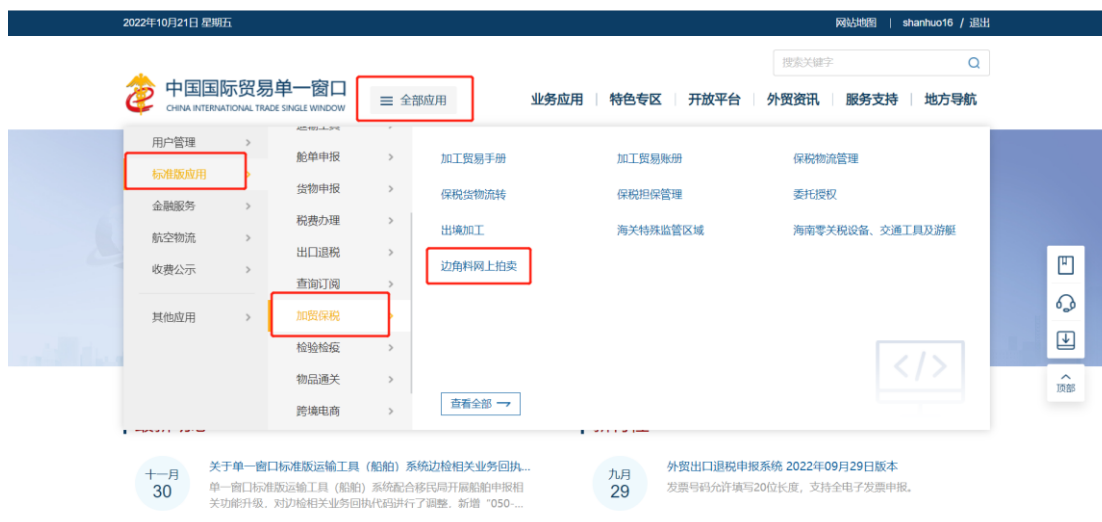 2022年10月21日 星期五
网站地图 | shanhuo16 / 退出
搜索关键字
中国国际贸易单一窗口
CHINA INTERNATIONAL TRADE SINGLE WINDOW
全部应用
业务应用 | 特色专区 | 开放平台 | 外贸资讯 | 服务支持 | 地方导航
用户管理
标准版应用
金融服务
航空物流
收费公示
其他应用
舱单申报
货物申报
税费办理
出口退税
查询订阅
加贸保税
检验检疫
物品通关
跨境电商
加工贸易手册 加工贸易账册 保税物流管理
保税货物流转 保税担保管理 委托授权
出境加工 海关特殊监管区域 海南零关税设备、交通工具及游艇
边角料网上拍卖
查看全部
顶部
十一月
30
关于单一窗口标准版运输工具（船舶）系统边检相关业务回执...
单一窗口标准版运输工具（船舶）系统配合移民局开展船舶申报相
关功能升级，对边检相关业务回执代码进行了调整，新增“050-...
九月
29
外贸出口退税申报系统 2022年09月29日版本
发票号码允许填写20位长度，支持全电子发票申报。